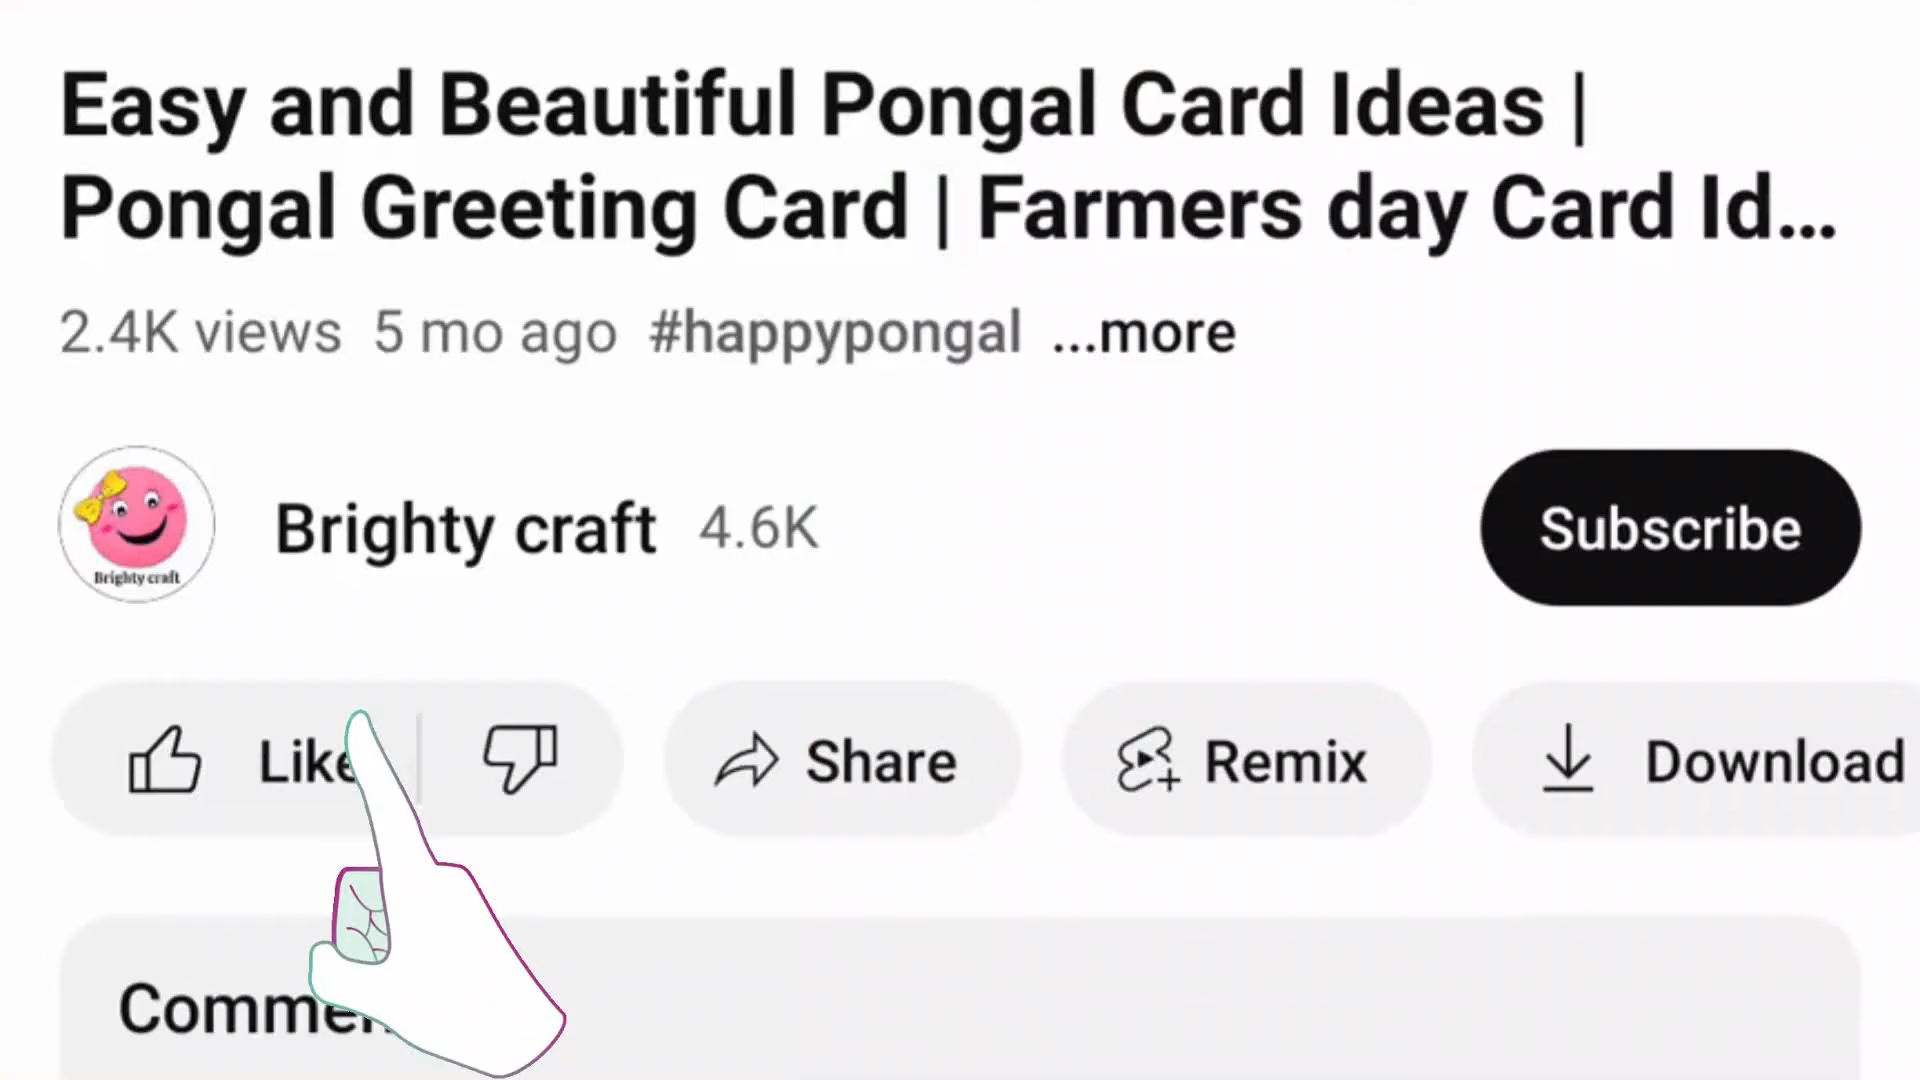 Easy and Beautiful Pongal Card Ideas |
Pongal Greeting Card | Farmers day Card Id...
2.4K views 5 mo ago #happypongal ...more
Brighty craft
Brighty craft 4.6K
Subscribe
Like Share Remix Download